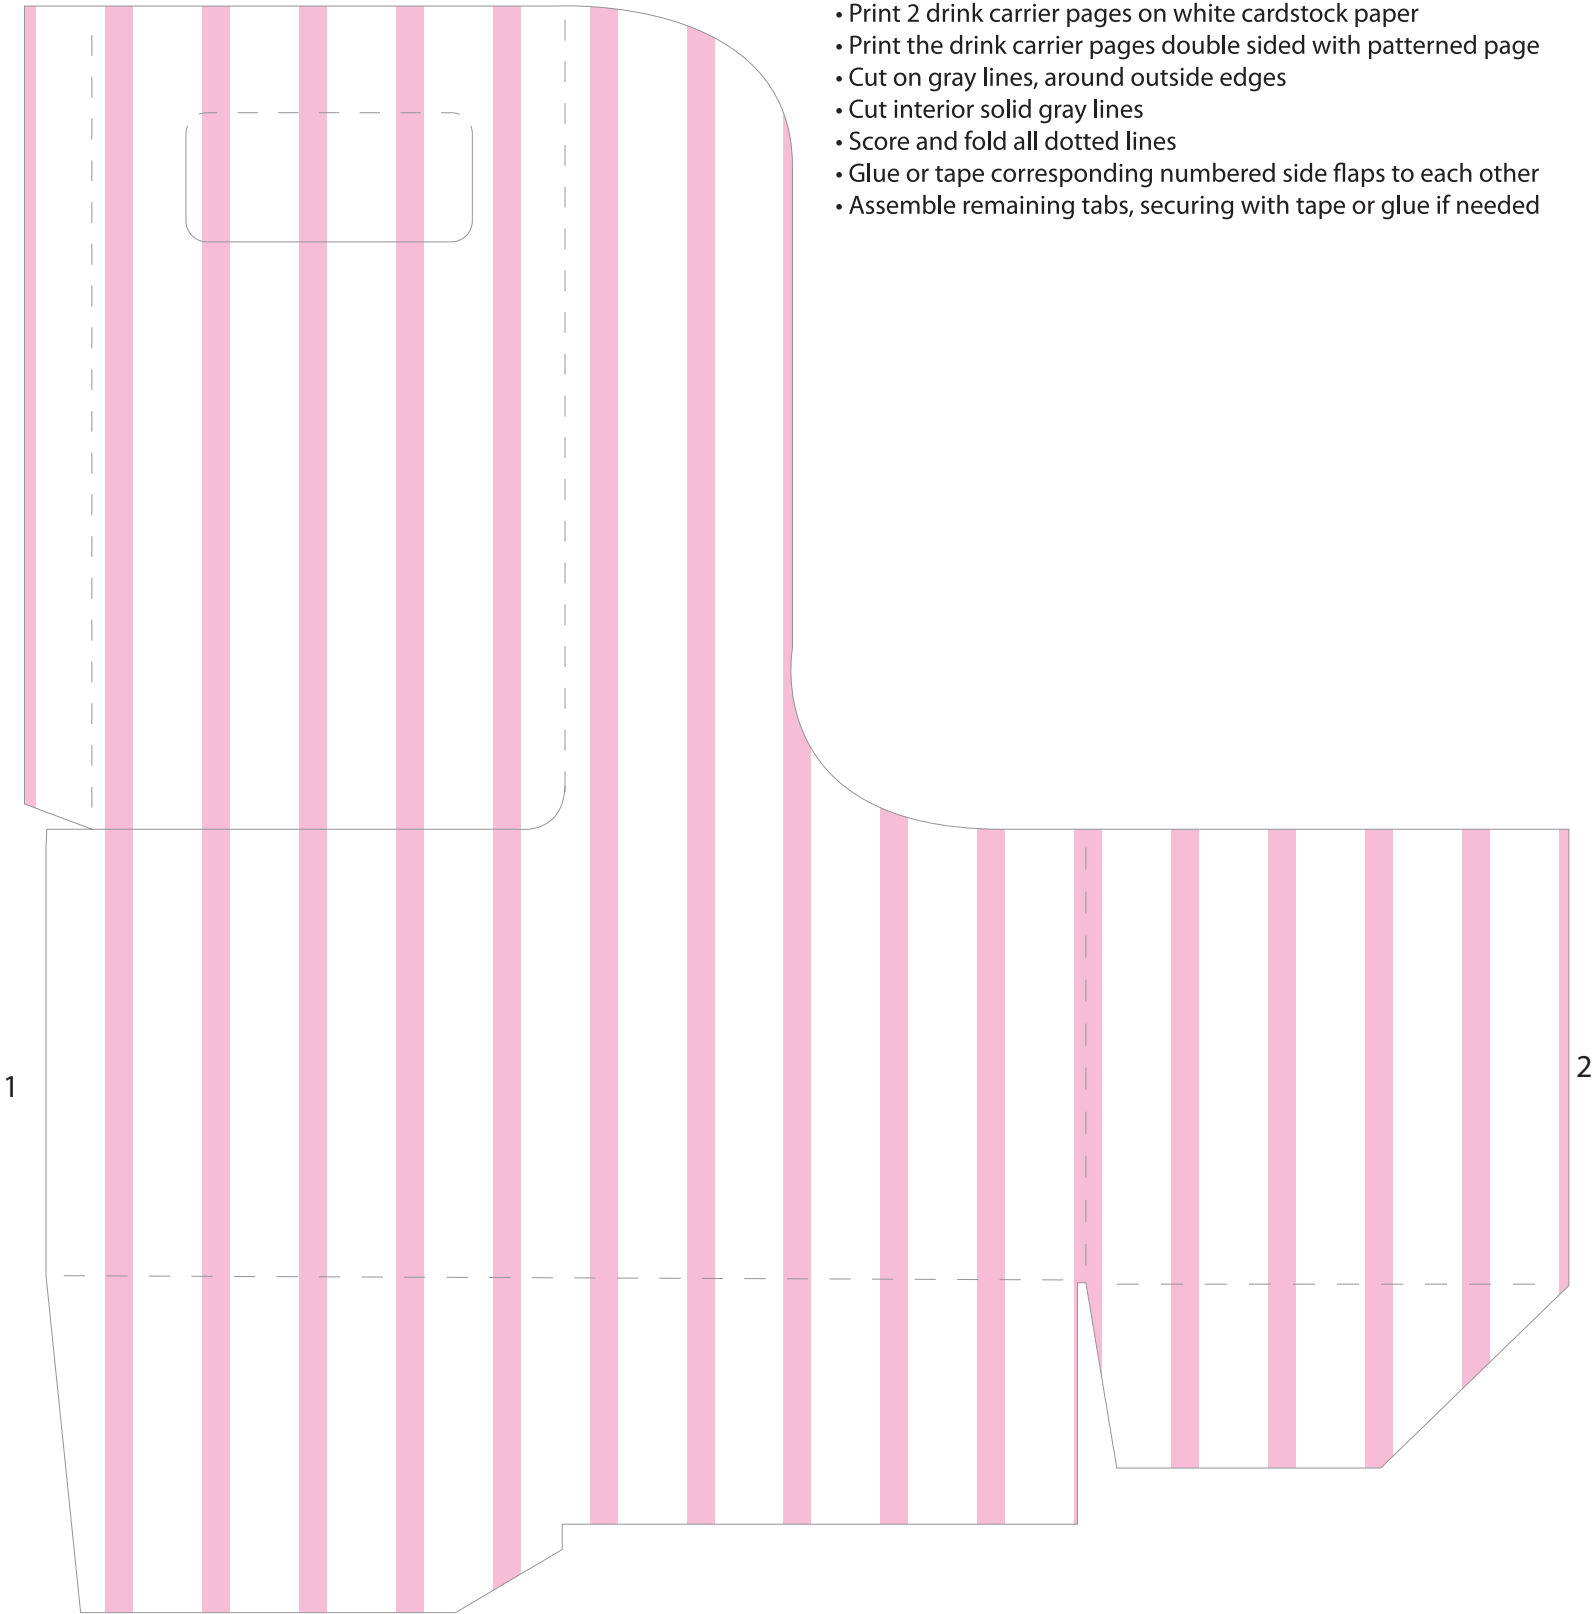 • Print 2 drink carrier pages on white cardstock paper
• Print the drink carrier pages double sided with patterned page
• Cut on gray lines, around outside edges
• Cut interior solid gray lines
• Score and fold all dotted lines
• Glue or tape corresponding numbered side flaps to each other
• Assemble remaining tabs, securing with tape or glue if needed
1
2